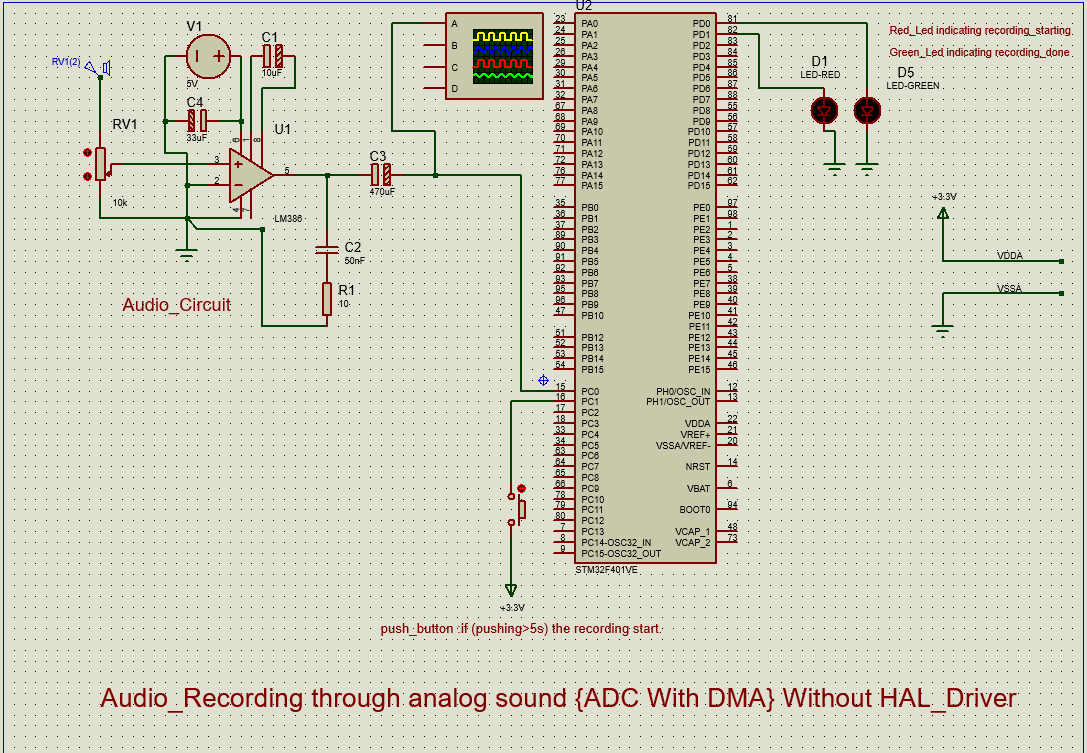 U2
V1
5V
C1
10uF
RV1(2)
C4
33uF
RV1
10k
U1
3
2
6
1
8
5
4
7
LM386
C3
470uF
C2
50nF
R1
10
Audio_Circuit
A
B
C
D
23 PA0
24 PA1
25 PA2
26 PA3
29 PA4
30 PA5
31 PA6
32 PA7
67 PA8
68 PA9
69 PA10
70 PA11
71 PA12
72 PA13
76 PA14
77 PA15
35 PB0
36 PB1
37 PB2
89 PB3
90 PB4
91 PB5
92 PB6
93 PB7
95 PB8
96 PB9
47 PB10
51 PB12
52 PB13
53 PB14
54 PB15
15 PC0
16 PC1
17 PC2
18 PC3
33 PC4
34 PC5
63 PC6
64 PC7
65 PC8
66 PC9
78 PC10
79 PC11
80 PC12
7 PC13
8 PC14-OSC32_IN
9 PC15-OSC32_OUT
PD0 81
PD1 82
PD2 83
PD3 84
PD4 85
PD5 86
PD6 87
PD7 88
PD8 55
PD9 56
PD10 57
PD11 58
PD12 59
PD13 60
PD14 61
PD15 62
PE0 97
PE1 98
PE2 1
PE3 2
PE4 3
PE5 4
PE6 5
PE7 38
PE8 39
PE9 40
PE10 41
PE11 42
PE12 43
PE13 44
PE14 45
PE15 46
PH0/OSC_IN 12
PH1/OSC_OUT 13
VDDA 22
VREF+ 21
VSSA/VREF- 20
NRST 14
VBAT 6
BOOT0 94
VCAP_1 48
VCAP_2 73
STM32F401VE
Red_Led indicating recording_starting.
Green_Led indicating recording_done
D1
LED-RED
D5
LED-GREEN
+3.3V
VDDA
VSSA
+3.3V
push_button :if (pushing>5s) the recording start.
Audio_Recording through analog sound {ADC With DMA} Without HAL_Driver